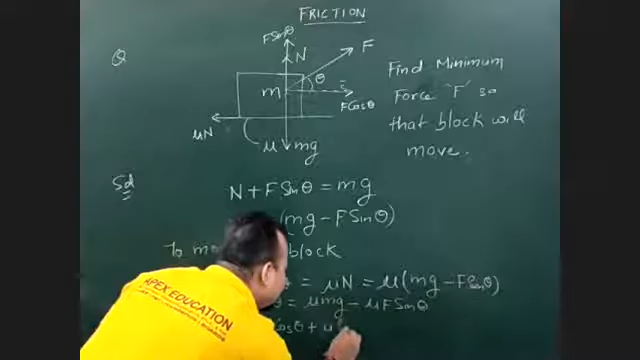 FRICTION
Q
FSinθ
N
F
θ
m
FCosθ
μN
μ
mg
Find Minimum
Force "F" so
that block will
move.
Sol
N + FSinθ = mg
(mg - FSinθ)
To block
= μN = μ(mg - FSinθ)
= μmg - μFSinθ
Cosθ + μ
APEX EDUCATION